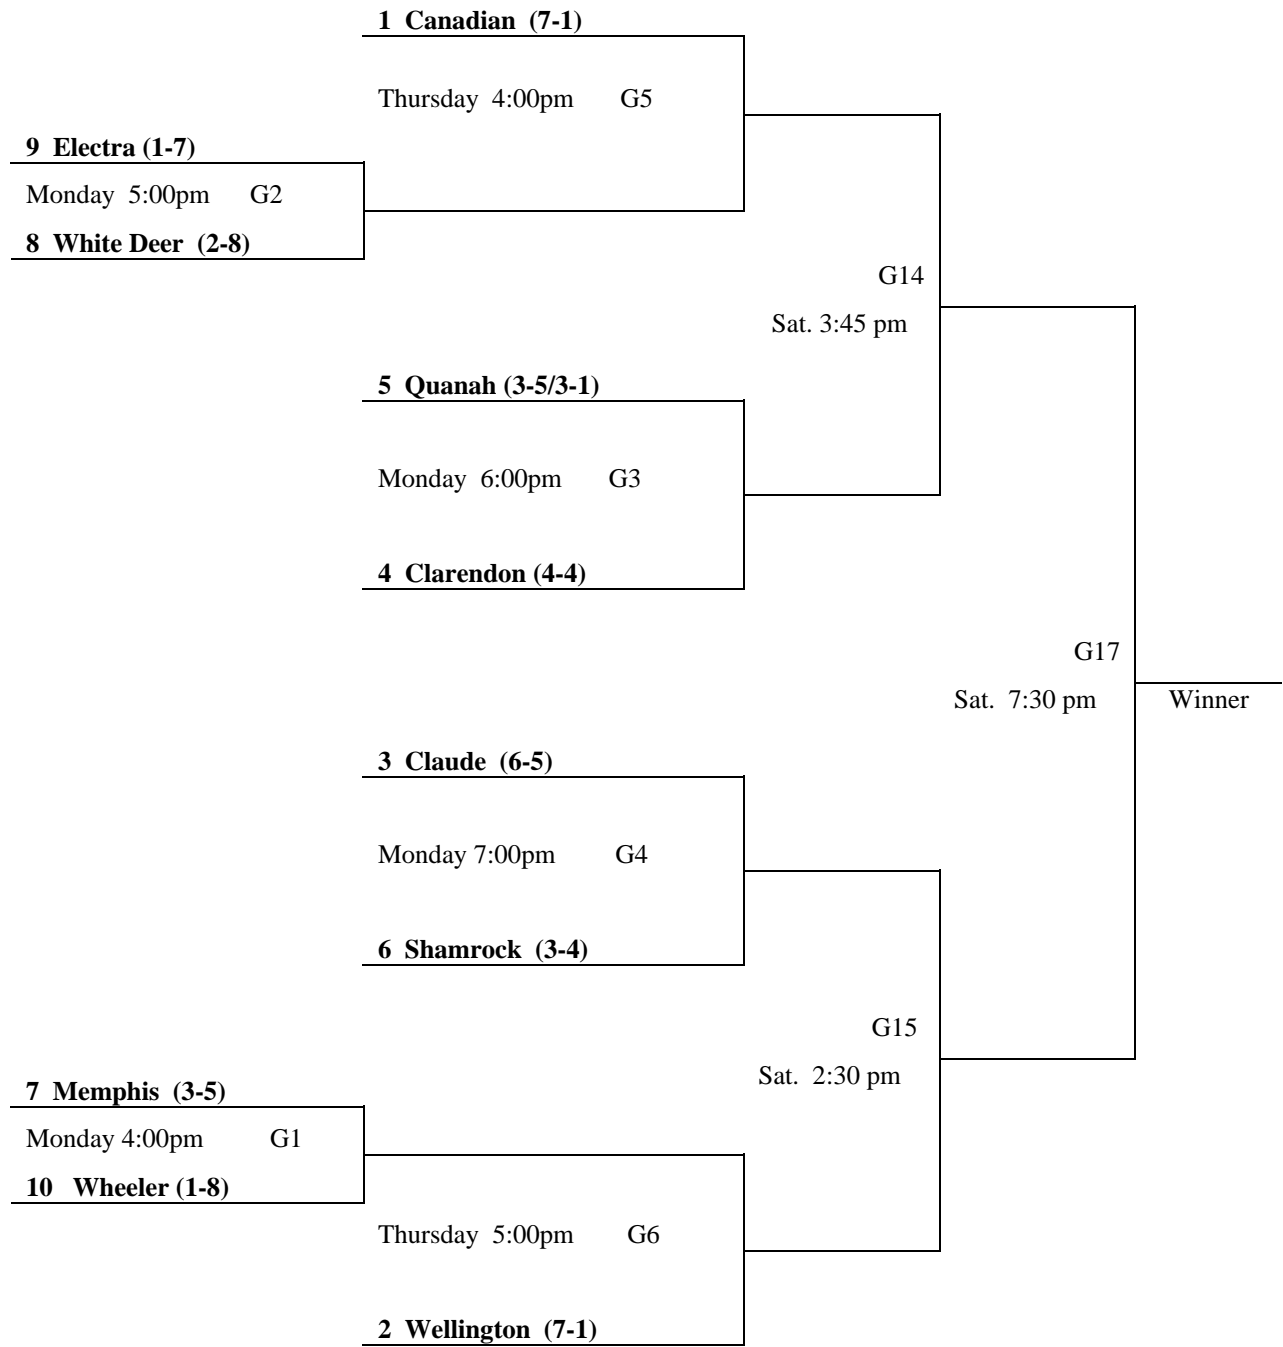 1 Canadian (7-1)
Thursday 4:00pm G5
9 Electra (1-7)
Monday 5:00pm G2
8 White Deer (2-8)
G14
Sat. 3:45 pm
5 Quanah (3-5/3-1)
Monday 6:00pm G3
4 Clarendon (4-4)
G17
Sat. 7:30 pm Winner
3 Claude (6-5)
Monday 7:00pm G4
6 Shamrock (3-4)
G15
Sat. 2:30 pm
7 Memphis (3-5)
Monday 4:00pm G1
10 Wheeler (1-8)
Thursday 5:00pm G6
2 Wellington (7-1)